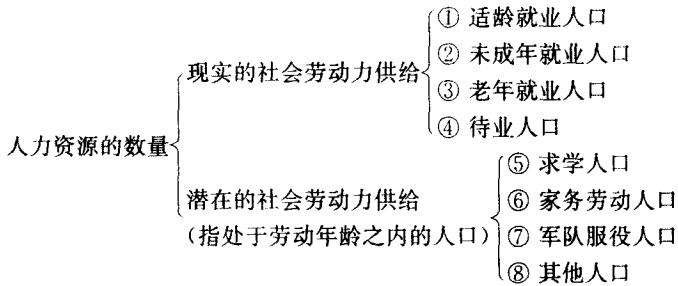 人力资源的数量
现实的社会劳动力供给
① 适龄就业人口
② 未成年就业人口
③ 老年就业人口
④ 待业人口
潜在的社会劳动力供给
(指处于劳动年龄之内的人口)
⑤ 求学人口
⑥ 家务劳动人口
⑦ 军队服役人口
⑧ 其他人口